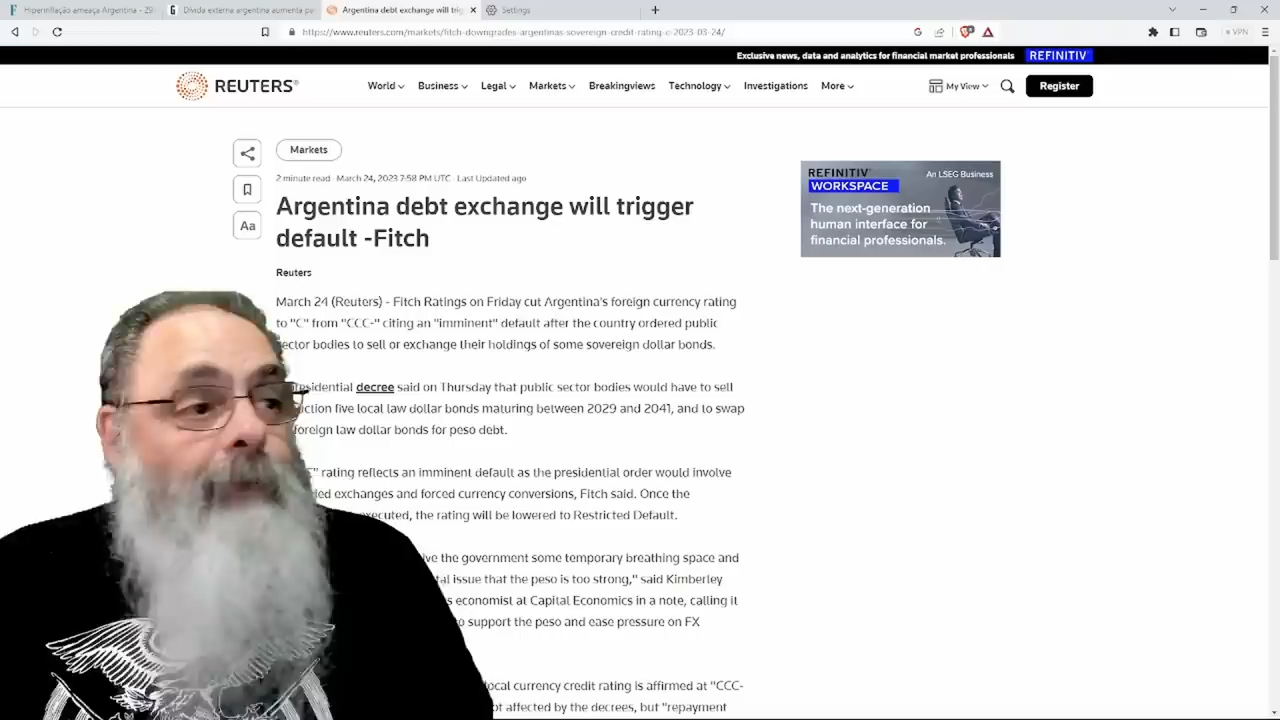 Hiperinflação ameaça Argentina - Z
Dívida externa argentina aumenta pa
Argentina debt exchange will trig
Settings
https://www.reuters.com/markets/fitch-downgrades-argentinas-sovereign-credit-rating-c-2023-03-24/
VPN
Exclusive news, data and analytics for financial market professionals REFINITIV
REUTERS®
World Business Legal Markets Breakingviews Technology Investigations More
My View
Register
Markets
2 minute read · March 24, 2023 7:58 PM UTC · Last Updated ago
Aa
Argentina debt exchange will trigger
default -Fitch
Reuters
REFINITIV
WORKSPACE
An LSEG Business
The next-generation
human interface for
financial professionals.
March 24 (Reuters) - Fitch Ratings on Friday cut Argentina's foreign currency rating
to "C" from "CCC-" citing an "imminent" default after the country ordered public
ector bodies to sell or exchange their holdings of some sovereign dollar bonds.
residential decree said on Thursday that public sector bodies would have to sell
ction five local law dollar bonds maturing between 2029 and 2041, and to swap
foreign law dollar bonds for peso debt.
" rating reflects an imminent default as the presidential order would involve
ded exchanges and forced currency conversions, Fitch said. Once the
executed, the rating will be lowered to Restricted Default.
ve the government some temporary breathing space and
tal issue that the peso is too strong," said Kimberley
s economist at Capital Economics in a note, calling it
to support the peso and ease pressure on FX
local currency credit rating is affirmed at "CCC-
ot affected by the decrees, but "repayment